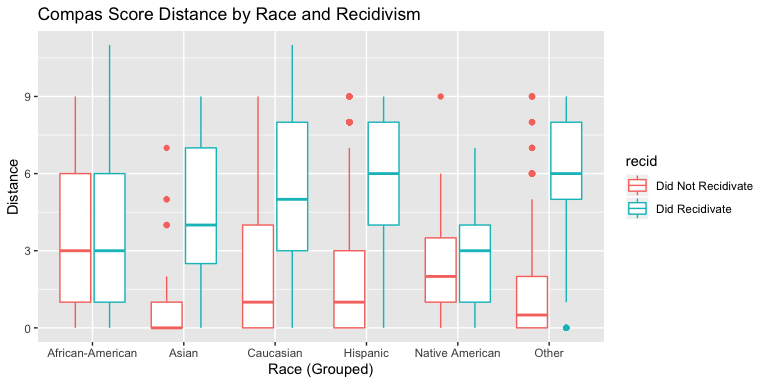 Compas Score Distance by Race and Recidivism
Distance
9
6
3
0
African-American
Asian
Caucasian
Hispanic
Native American
Other
Race (Grouped)
recid
Did Not Recidivate
Did Recidivate